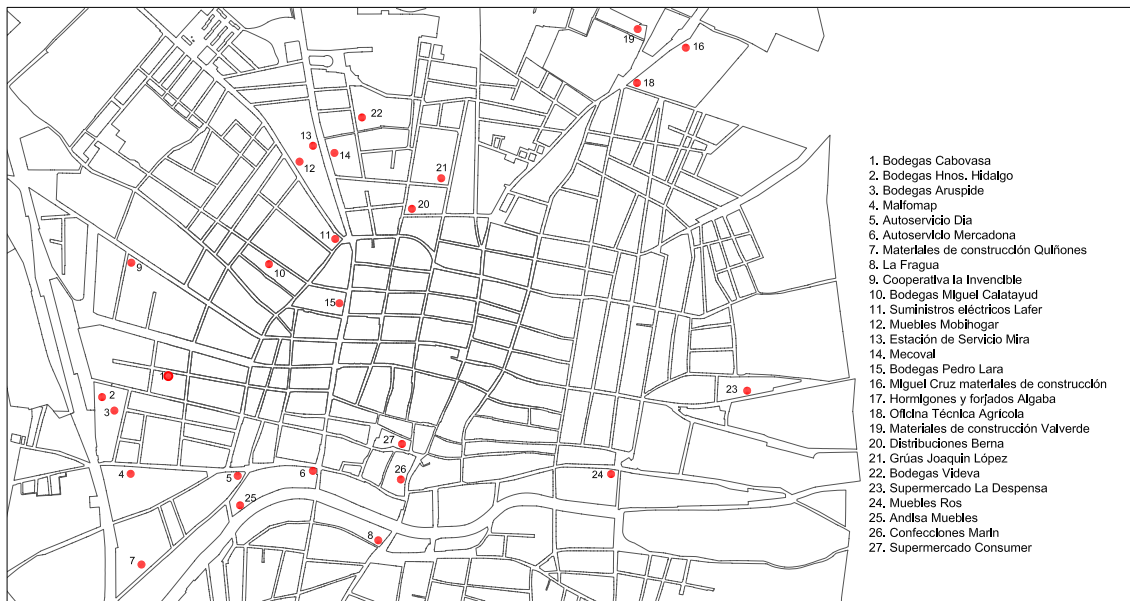 19
16
18
22
13
14
12
21
20
11
10
9
15
1
2
3
23
27
4
5
6
26
24
25
8
7
1. Bodegas Cabovasa
2. Bodegas Hnos. Hidalgo
3. Bodegas Aruspide
4. Malfomap
5. Autoservicio Dia
6. Autoservicio Mercadona
7. Materiales de construcción Quiñones
8. La Fragua
9. Cooperativa la Invencible
10. Bodegas Miguel Calatayud
11. Suministros eléctricos Lafer
12. Muebles Mobihogar
13. Estación de Servicio Mira
14. Mecoval
15. Bodegas Pedro Lara
16. Miguel Cruz materiales de construcción
17. Hormigones y forjados Algaba
18. Oficina Técnica Agrícola
19. Materiales de construcción Valverde
20. Distribuciones Berna
21. Grúas Joaquin López
22. Bodegas Videva
23. Supermercado La Despensa
24. Muebles Ros
25. Andisa Muebles
26. Confecciones Marin
27. Supermercado Consumer